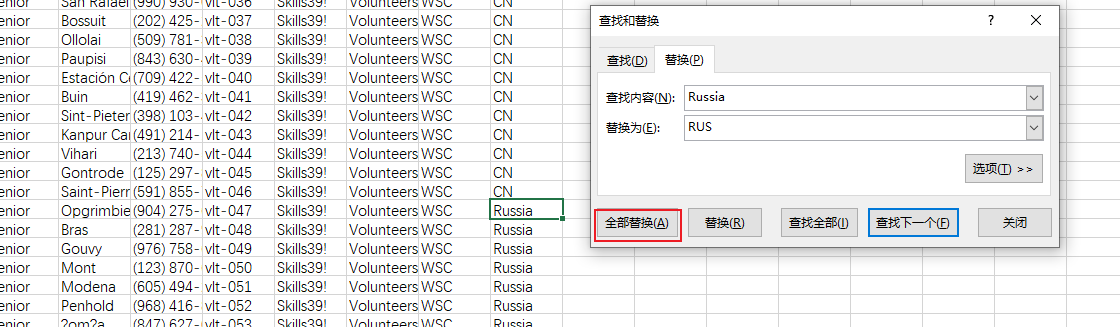 enior San Rafael (990) 930- vlt-036 Skills39! Volunteers WSC CN
enior Bossuit (202) 425- vlt-037 Skills39! Volunteers WSC CN
enior Ollolai (509) 781- vlt-038 Skills39! Volunteers WSC CN
enior Paupisi (843) 630- vlt-039 Skills39! Volunteers WSC CN
enior Estación Co (709) 422- vlt-040 Skills39! Volunteers WSC CN
enior Buin (419) 462- vlt-041 Skills39! Volunteers WSC CN
enior Sint-Pieter (398) 103- vlt-042 Skills39! Volunteers WSC CN
enior Kanpur Ca (491) 214- vlt-043 Skills39! Volunteers WSC CN
enior Vihari (213) 740- vlt-044 Skills39! Volunteers WSC CN
enior Gontrode (125) 297- vlt-045 Skills39! Volunteers WSC CN
enior Saint-Pierr (591) 855- vlt-046 Skills39! Volunteers WSC CN
enior Opgrimbie (904) 275- vlt-047 Skills39! Volunteers WSC Russia
enior Bras (281) 287- vlt-048 Skills39! Volunteers WSC Russia
enior Gouvy (976) 758- vlt-049 Skills39! Volunteers WSC Russia
enior Mont (123) 870- vlt-050 Skills39! Volunteers WSC Russia
enior Modena (605) 494- vlt-051 Skills39! Volunteers WSC Russia
enior Penhold (968) 416- vlt-052 Skills39! Volunteers WSC Russia
enior ?om?a (847) 627- vlt-053 Skills39! Volunteers WSC Russia
查找和替换 ?
查找(D) 替换(P)
查找内容(N): Russia
替换为(E): RUS
选项(T) >>
全部替换(A) 替换(R) 查找全部(I) 查找下一个(F) 关闭